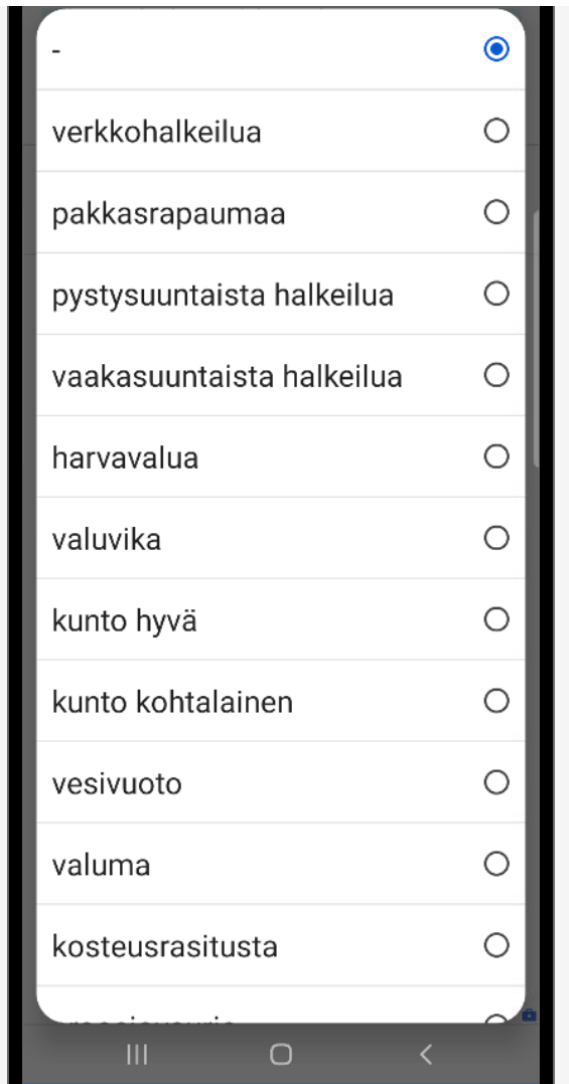 -
verkkohalkeilua
pakkasrapaumaa
pystysuuntaista halkeilua
vaakasuuntaista halkeilua
harvavalua
valuvika
kunto hyvä
kunto kohtalainen
vesivuoto
valuma
kosteusrasitusta